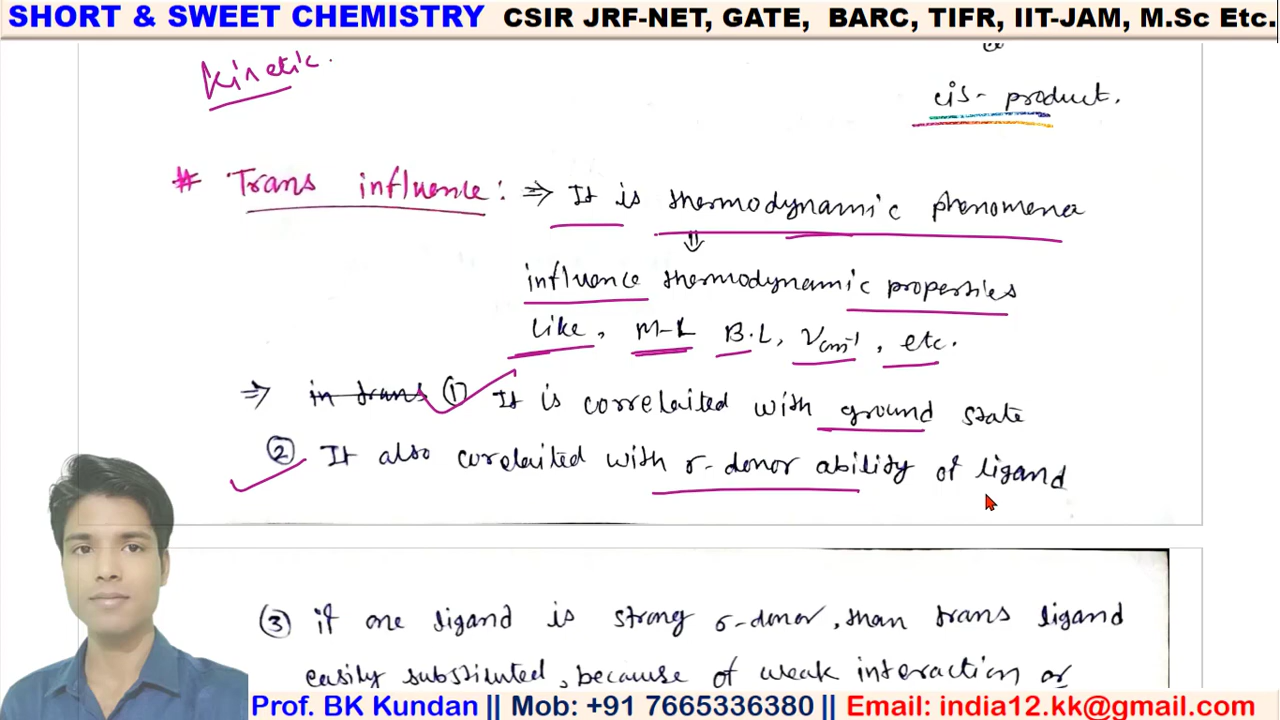 SHORT & SWEET CHEMISTRY CSIR JRF-NET, GATE, BARC, TIFR, IIT-JAM, M.Sc Etc.
Kinetic.
cis- product.
# Trans influence: ⇒ It is thermodynamic phenomena
⇓
influence thermodynamic properties
like, M-L B.L, νcm⁻¹, etc.
⇒ in trans ① It is correlaited with ground state
② It also corelaited with σ-donor ability of ligand
③ if one ligand is strong σ-donor, than trans ligand
easily substituted, because of weak interaction or
Prof. BK Kundan || Mob: +91 7665336380 || Email: india12.kk@gmail.com